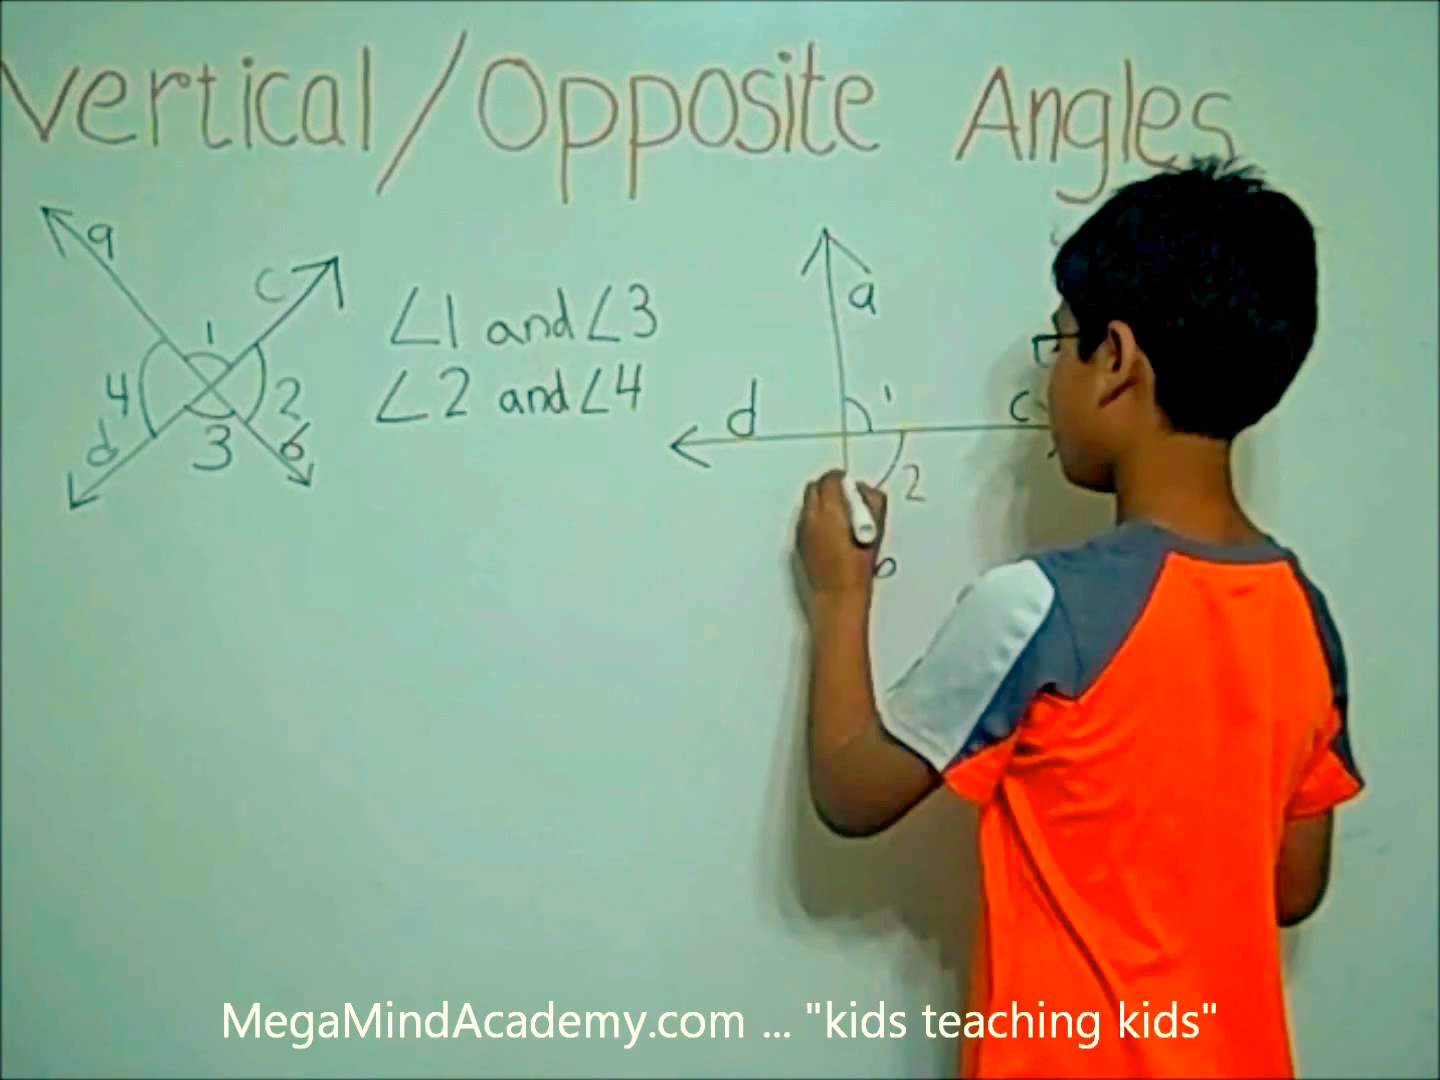 Vertical/Opposite Angles
a
c
1
4
2
d
3
b
∠1 and ∠3
∠2 and ∠4
a
d
1
c
2
b
MegaMindAcademy.com ... "kids teaching kids"